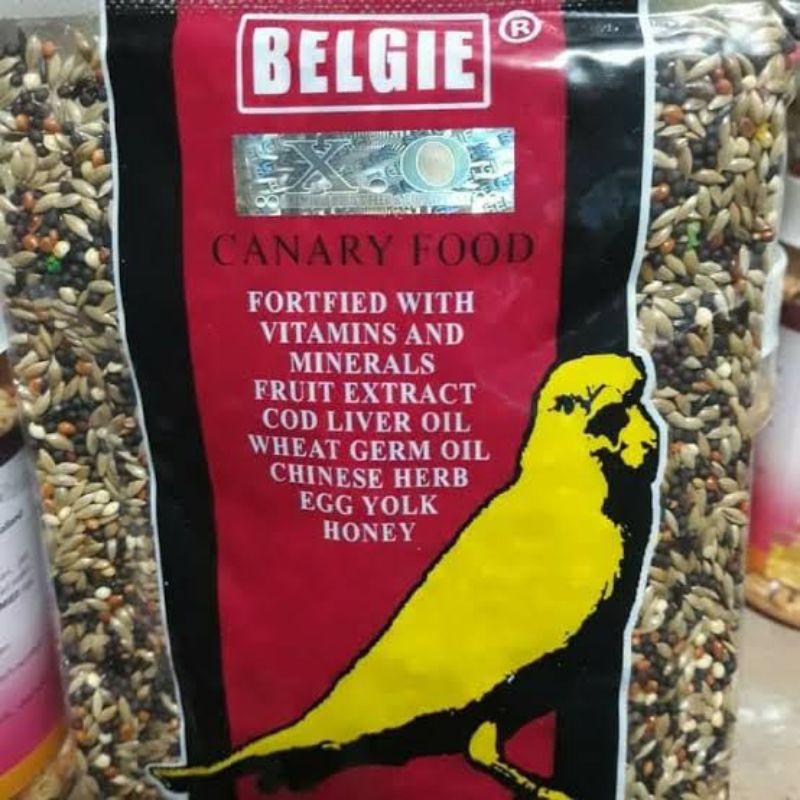 BELGIE ®
X.O
CANARY FOOD
FORTFIED WITH
VITAMINS AND
MINERALS
FRUIT EXTRACT
COD LIVER OIL
WHEAT GERM OIL
CHINESE HERB
EGG YOLK
HONEY